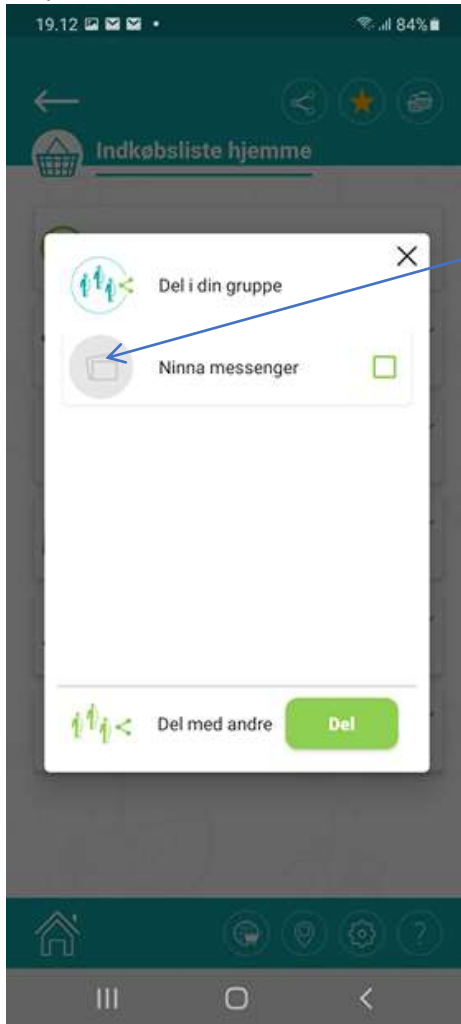 19.12 84%
Indkøbsliste hjemme
Del i din gruppe
Ninna messenger
Del med andre Del
?